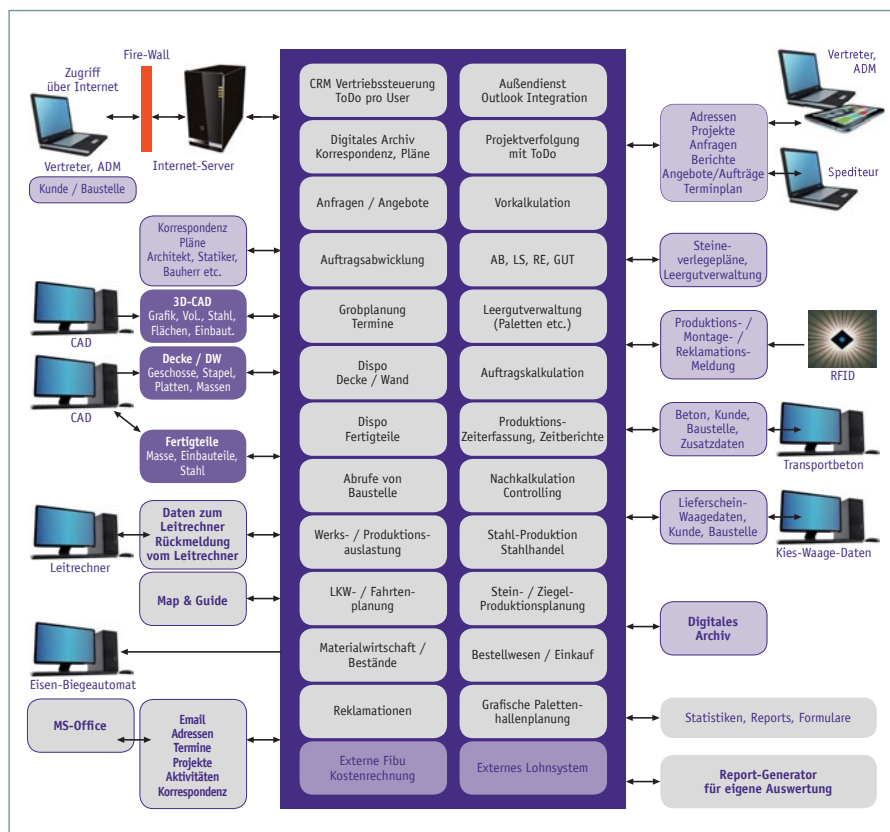 Fire-Wall
Zugriff
über Internet
Vertreter, ADM
Internet-Server
Kunde / Baustelle
Korrespondenz
Pläne
Architekt, Statiker,
Bauherr etc.
CAD
3D-CAD
Grafik, Vol., Stahl,
Flächen, Einbaut.
CAD
Decke / DW
Geschosse, Stapel,
Platten, Massen
Fertigteile
Masse, Einbauteile,
Stahl
Leitrechner
Daten zum
Leitrechner
Rückmeldung
vom Leitrechner
Map & Guide
Eisen-Biegeautomat
MS-Office
Email
Adressen
Termine
Projekte
Aktivitäten
Korrespondenz
CRM Vertriebssteuerung
ToDo pro User
Außendienst
Outlook Integration
Digitales Archiv
Korrespondenz, Pläne
Projektverfolgung
mit ToDo
Anfragen / Angebote
Vorkalkulation
Auftragsabwicklung
AB, LS, RE, GUT
Grobplanung
Termine
Leergutverwaltung
(Paletten etc.)
Dispo
Decke / Wand
Auftragskalkulation
Dispo
Fertigteile
Produktions-
Zeiterfassung, Zeitberichte
Abrufe von
Baustelle
Nachkalkulation
Controlling
Werks- / Produktions-
auslastung
Stahl-Produktion
Stahlhandel
LKW- / Fahrten-
planung
Stein- / Ziegel-
Produktionsplanung
Materialwirtschaft /
Bestände
Bestellwesen / Einkauf
Reklamationen
Grafische Paletten-
hallenplanung
Externe Fibu
Kostenrechnung
Externes Lohnsystem
Vertreter,
ADM
Adressen
Projekte
Anfragen
Berichte
Angebote/Aufträge
Terminplan
Spediteur
Steine-
verlegepläne,
Leergutverwaltung
Produktions- /
Montage- /
Reklamations-
Meldung
RFID
Beton, Kunde,
Baustelle,
Zusatzdaten
Transportbeton
Lieferschein-
Waagedaten,
Kunde, Baustelle
Kies-Waage-Daten
Digitales
Archiv
Statistiken, Reports, Formulare
Report-Generator
für eigene Auswertung